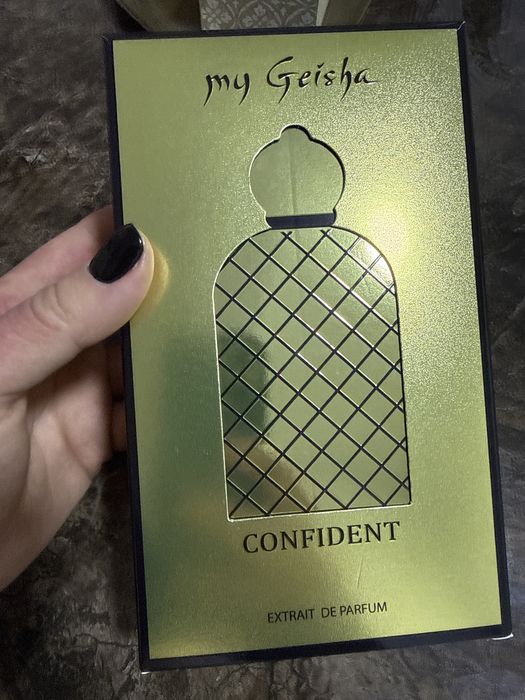 my Geisha
CONFIDENT
EXTRAIT DE PARFUM